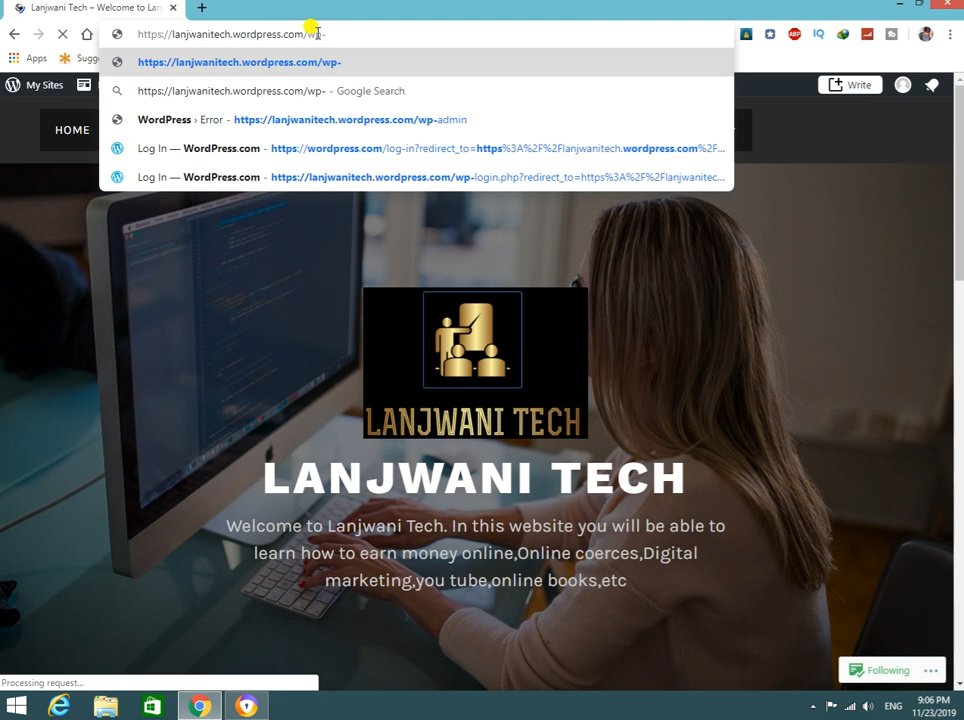 Lanjwani Tech – Welcome to Lan
https://lanjwanitech.wordpress.com/wp-
https://lanjwanitech.wordpress.com/wp-
https://lanjwanitech.wordpress.com/wp- - Google Search
WordPress › Error - https://lanjwanitech.wordpress.com/wp-admin
Log In — WordPress.com - https://wordpress.com/log-in?redirect_to=https%3A%2F%2Flanjwanitech.wordpress.com%2F...
Log In — WordPress.com - https://lanjwanitech.wordpress.com/wp-login.php?redirect_to=https%3A%2F%2Flanjwanitec...
ABP
IQ
Apps
Sugg
My Sites
Write
HOME
LANJWANI TECH
LANJWANI TECH
Welcome to Lanjwani Tech. In this website you will be able to
learn how to earn money online,Online coerces,Digital
marketing,you tube,online books,etc
Following
Processing request...
ENG
9:06 PM
11/23/2019